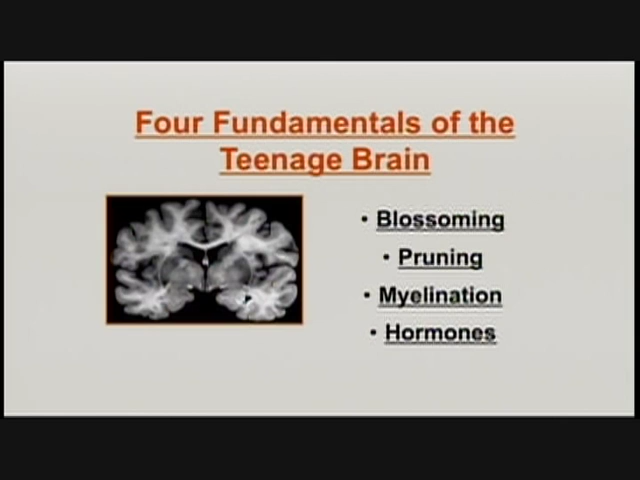 Four Fundamentals of the
Teenage Brain
• Blossoming
• Pruning
• Myelination
• Hormones